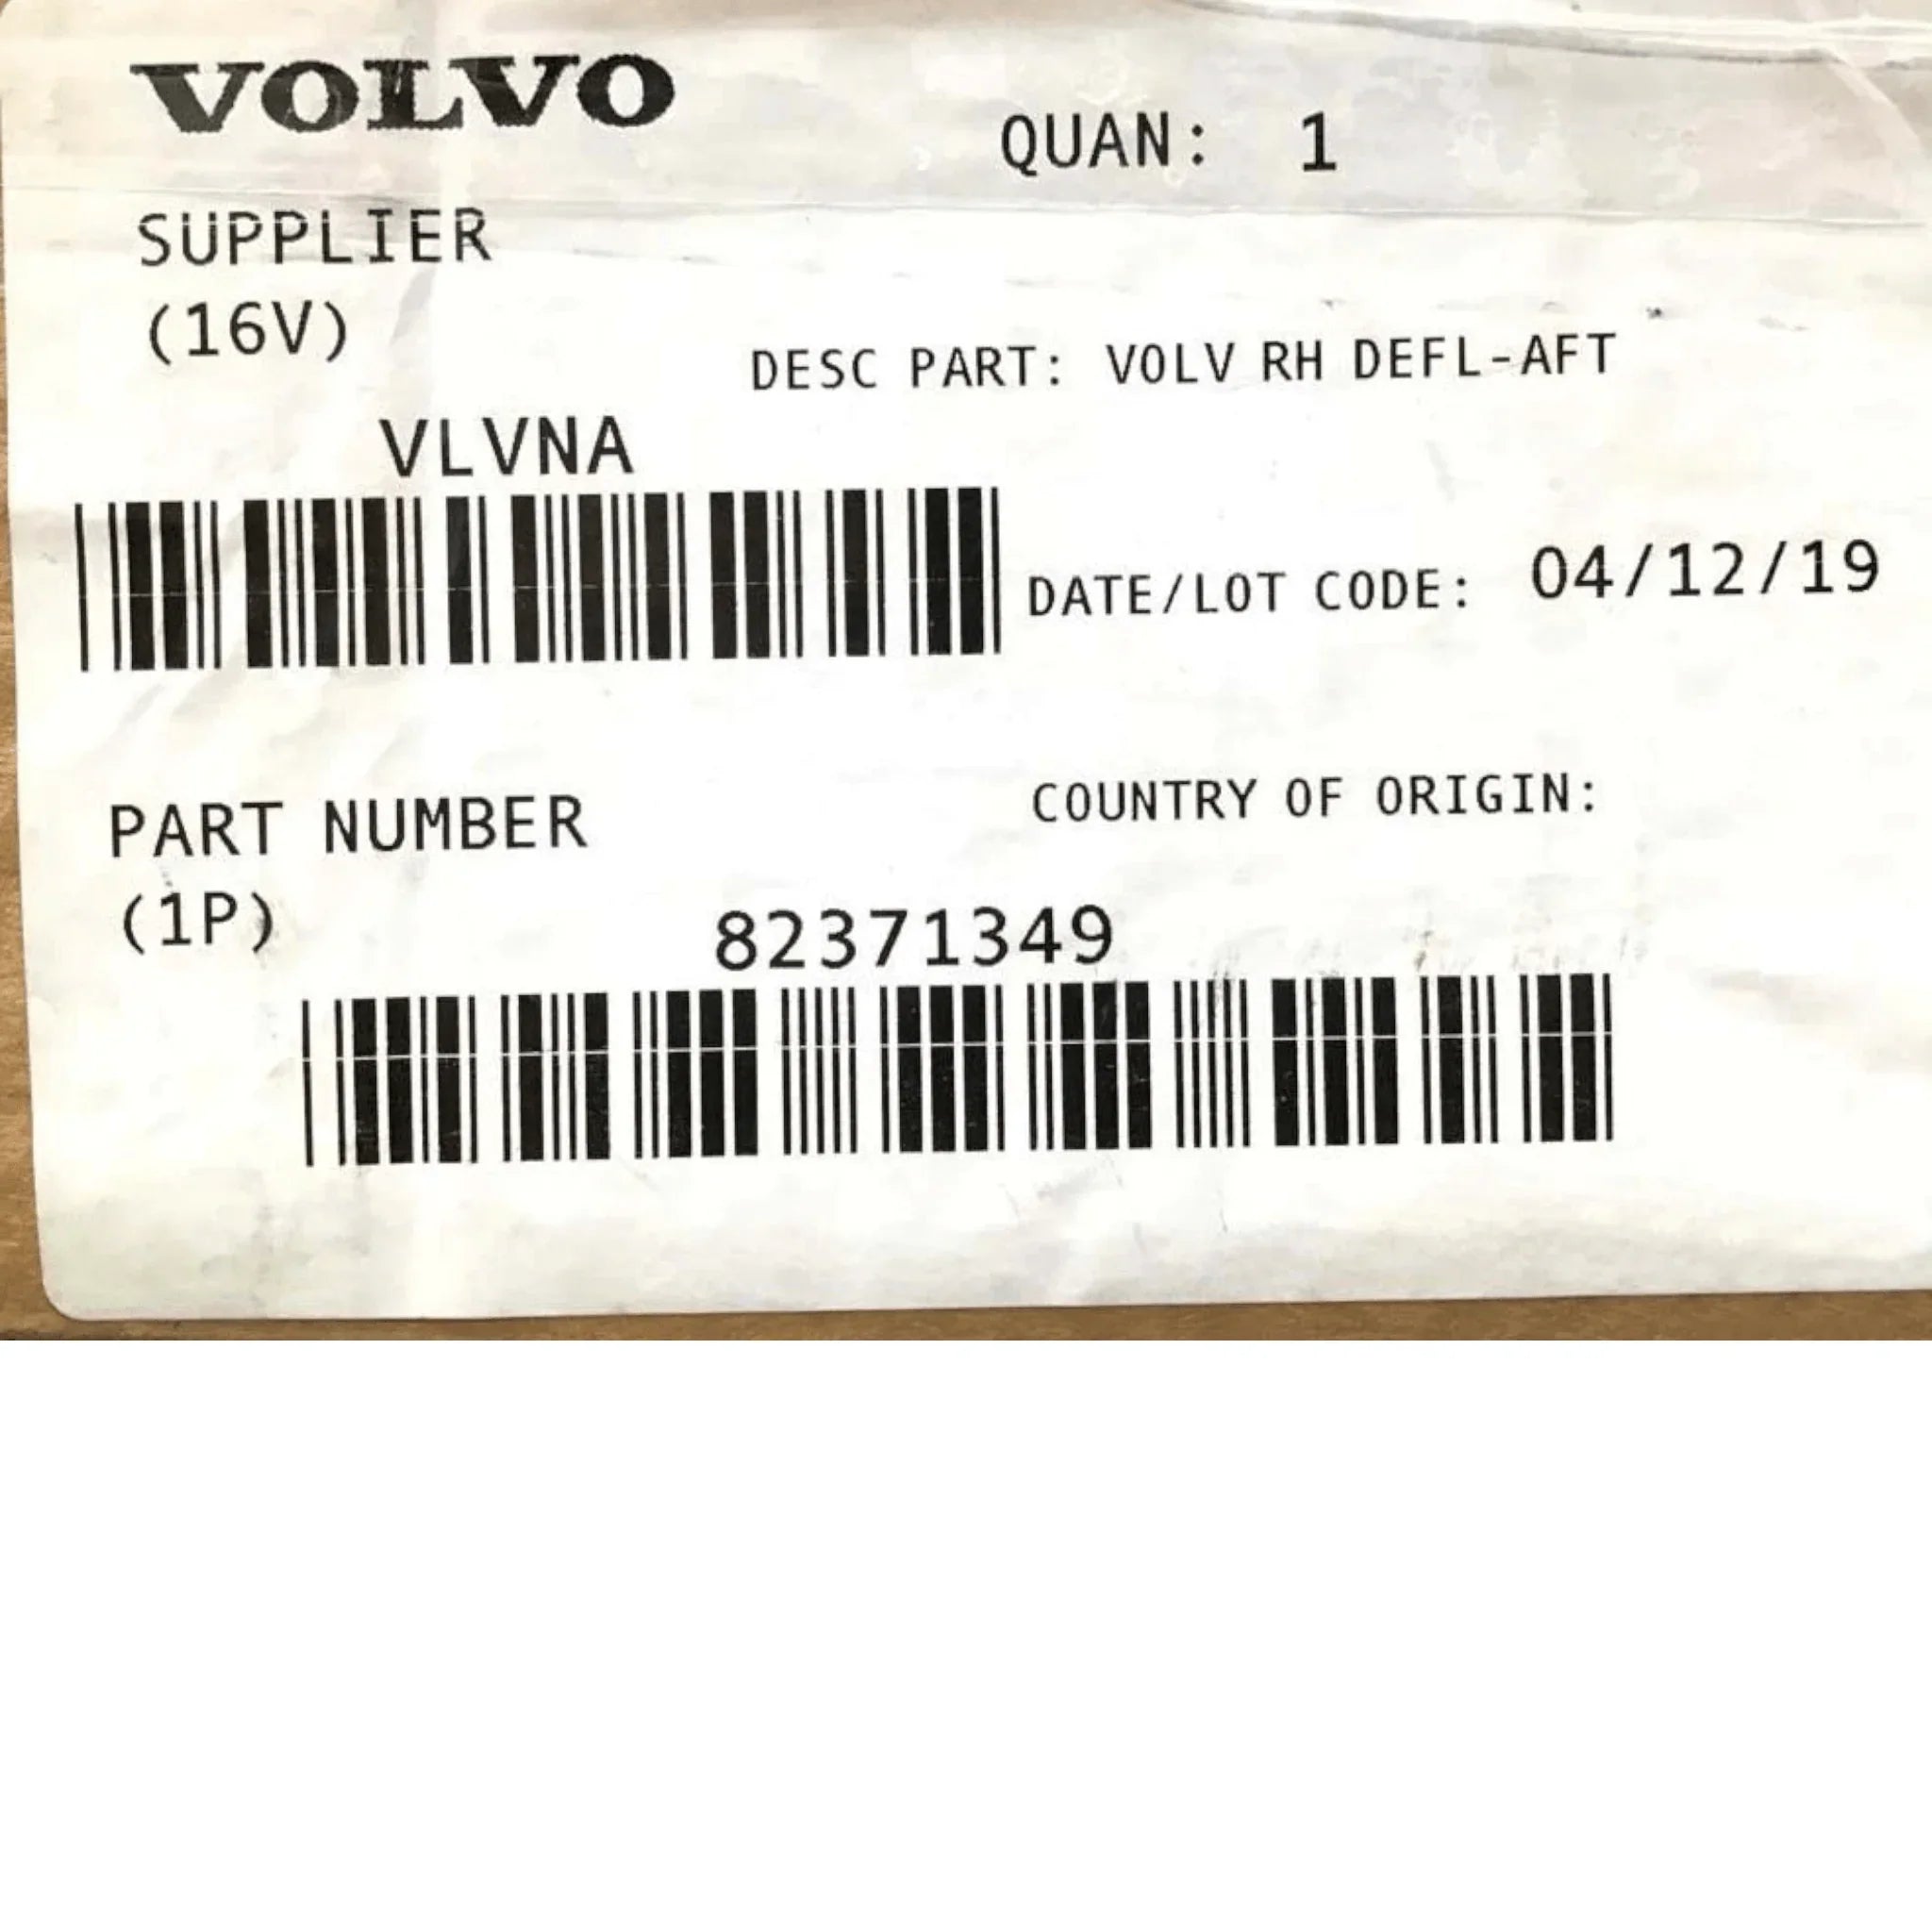 VOLVO
QUAN: 1
SUPPLIER
(16V)
DESC PART: VOLV RH DEFL-AFT
VLVNA
DATE/LOT CODE: 04/12/19
PART NUMBER
COUNTRY OF ORIGIN:
(1P)
82371349